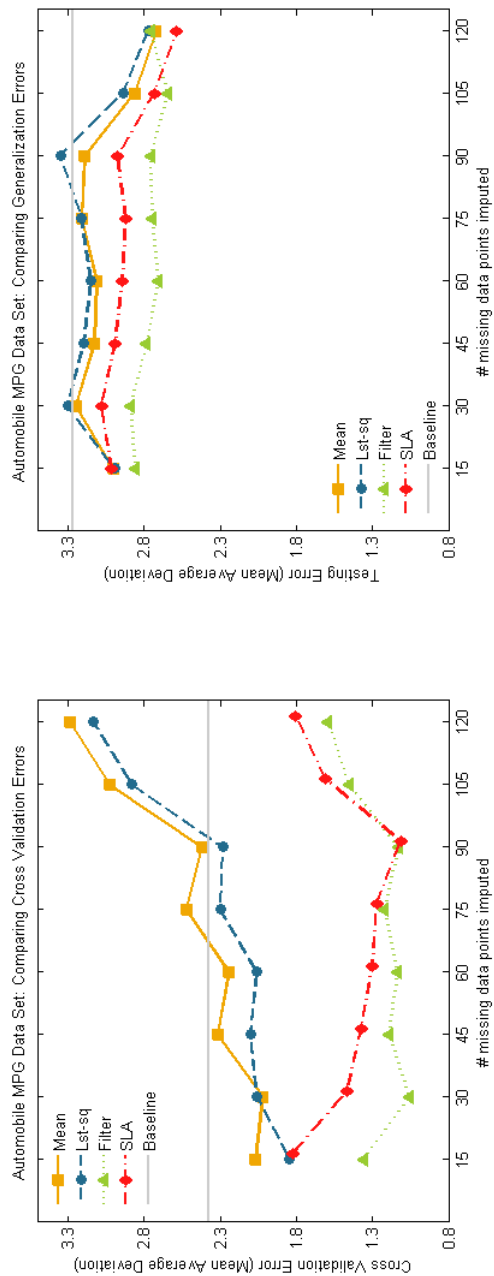 Automobile MPG Data Set: Comparing Cross Validation Errors
Cross Validation Error (Mean Average Deviation)
3.3
2.8
2.3
1.8
1.3
0.8
Mean
Lst-sq
Filter
SLA
Baseline
15 30 45 60 75 90 105 120
# missing data points imputed
Automobile MPG Data Set: Comparing Generalization Errors
Testing Error (Mean Average Deviation)
3.3
2.8
2.3
1.8
1.3
0.8
Mean
Lst-sq
Filter
SLA
Baseline
15 30 45 60 75 90 105 120
# missing data points imputed